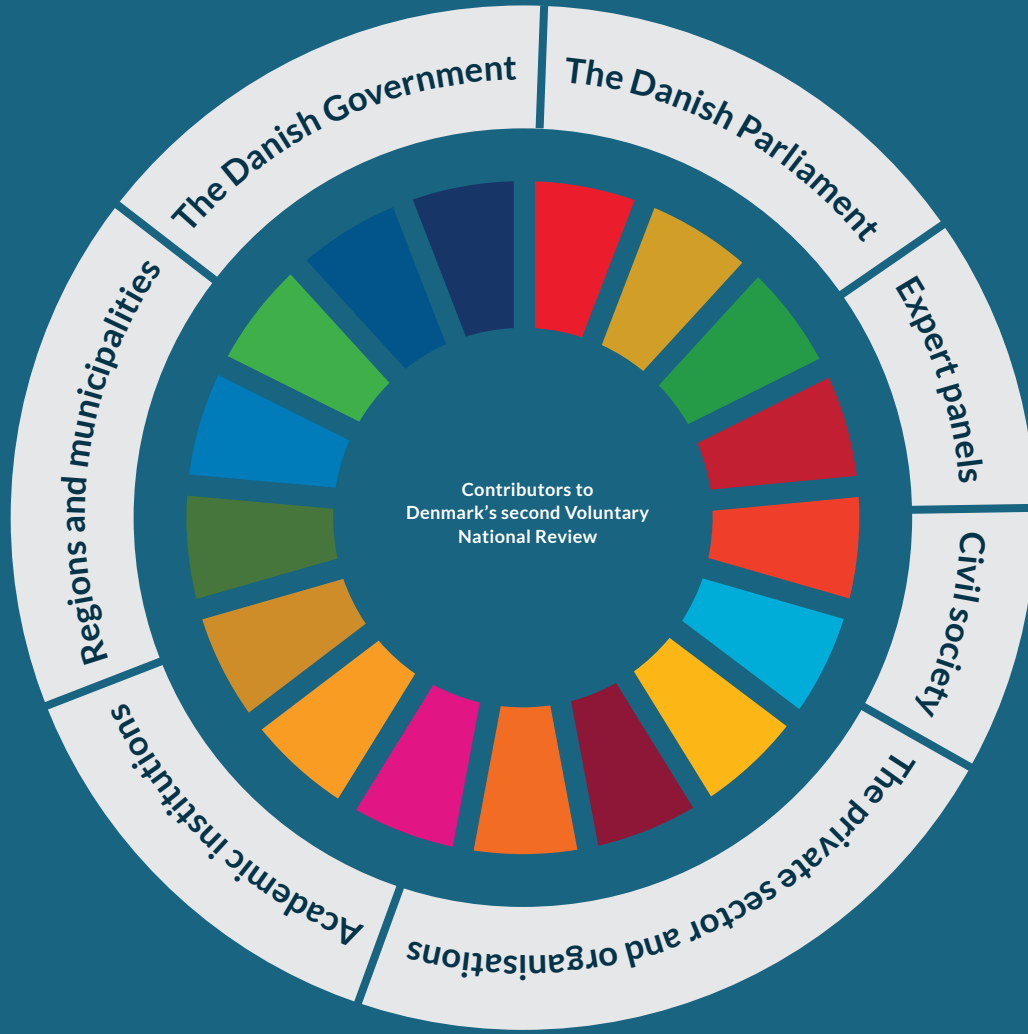 The Danish Government
The Danish Parliament
Expert panels
Civil society
The private sector and organisations
Academic institutions
Regions and municipalities
Contributors to
Denmark's second Voluntary
National Review